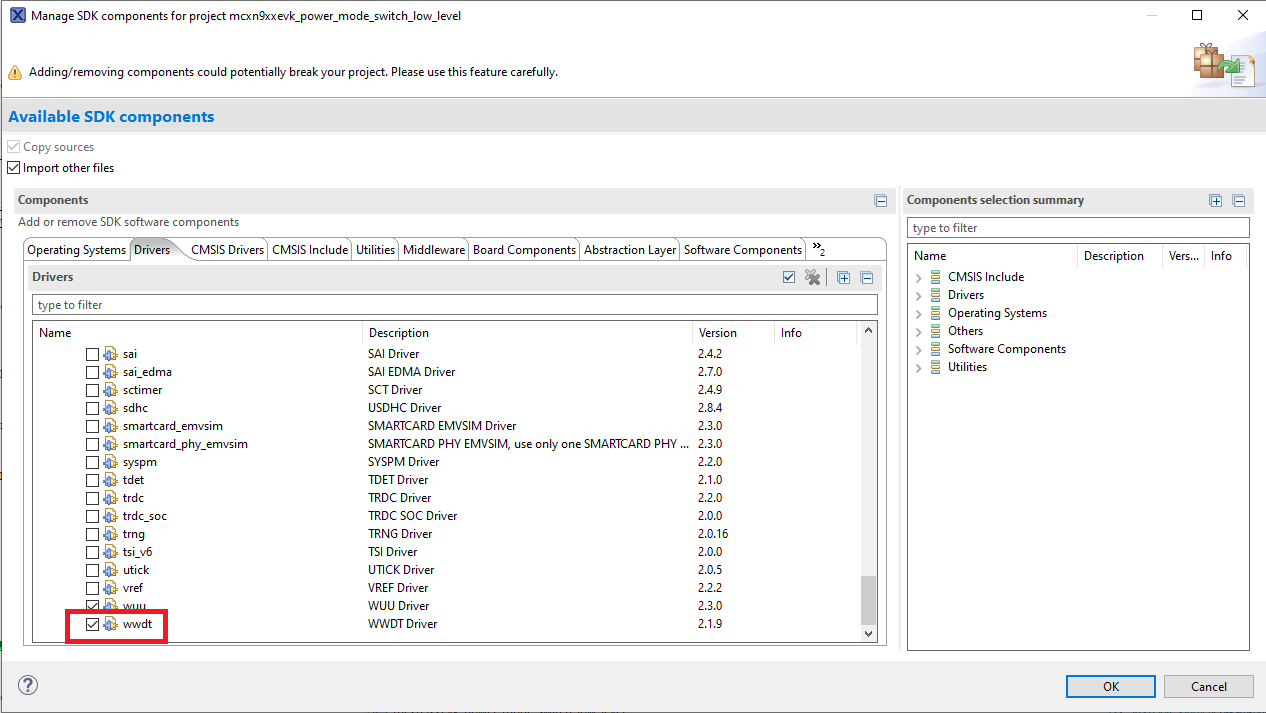 Manage SDK components for project mcxn9xxevk_power_mode_switch_low_level
Adding/removing components could potentially break your project. Please use this feature carefully.
Available SDK components
Copy sources
Import other files
Components
Add or remove SDK software components
Operating Systems Drivers CMSIS Drivers CMSIS Include Utilities Middleware Board Components Abstraction Layer Software Components »2
Drivers
type to filter
Name Description Version Info
sai SAI Driver 2.4.2
sai_edma SAI EDMA Driver 2.7.0
sctimer SCT Driver 2.4.9
sdhc USDHC Driver 2.8.4
smartcard_emvsim SMARTCARD EMVSIM Driver 2.3.0
smartcard_phy_emvsim SMARTCARD PHY EMVSIM, use only one SMARTCARD PHY ... 2.3.0
syspm SYSPM Driver 2.2.0
tdet TDET Driver 2.1.0
trdc TRDC Driver 2.2.0
trdc_soc TRDC SOC Driver 2.0.0
trng TRNG Driver 2.0.16
tsi_v6 TSI Driver 2.0.0
utick UTICK Driver 2.0.5
vref VREF Driver 2.2.2
wuu WUU Driver 2.3.0
wwdt WWDT Driver 2.1.9
Components selection summary
type to filter
Name Description Vers... Info
CMSIS Include
Drivers
Operating Systems
Others
Software Components
Utilities
?
OK Cancel